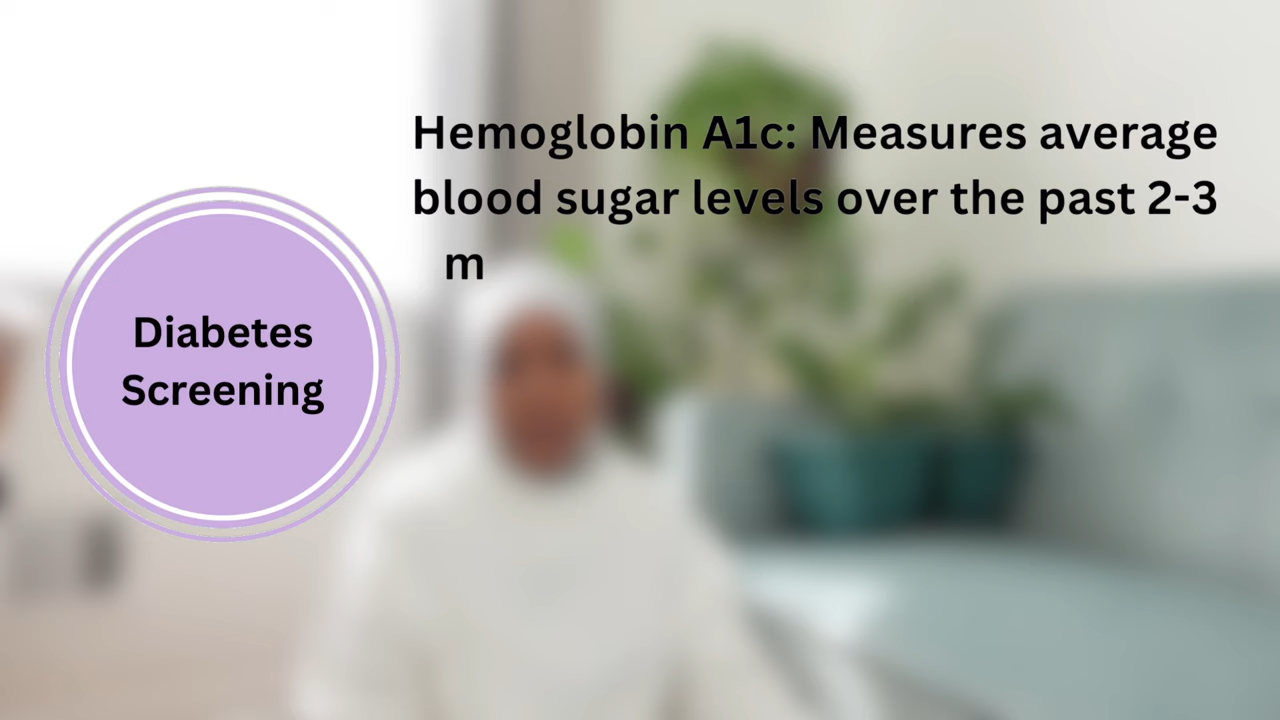 Hemoglobin A1c: Measures average
blood sugar levels over the past 2-3
m
Diabetes
Screening